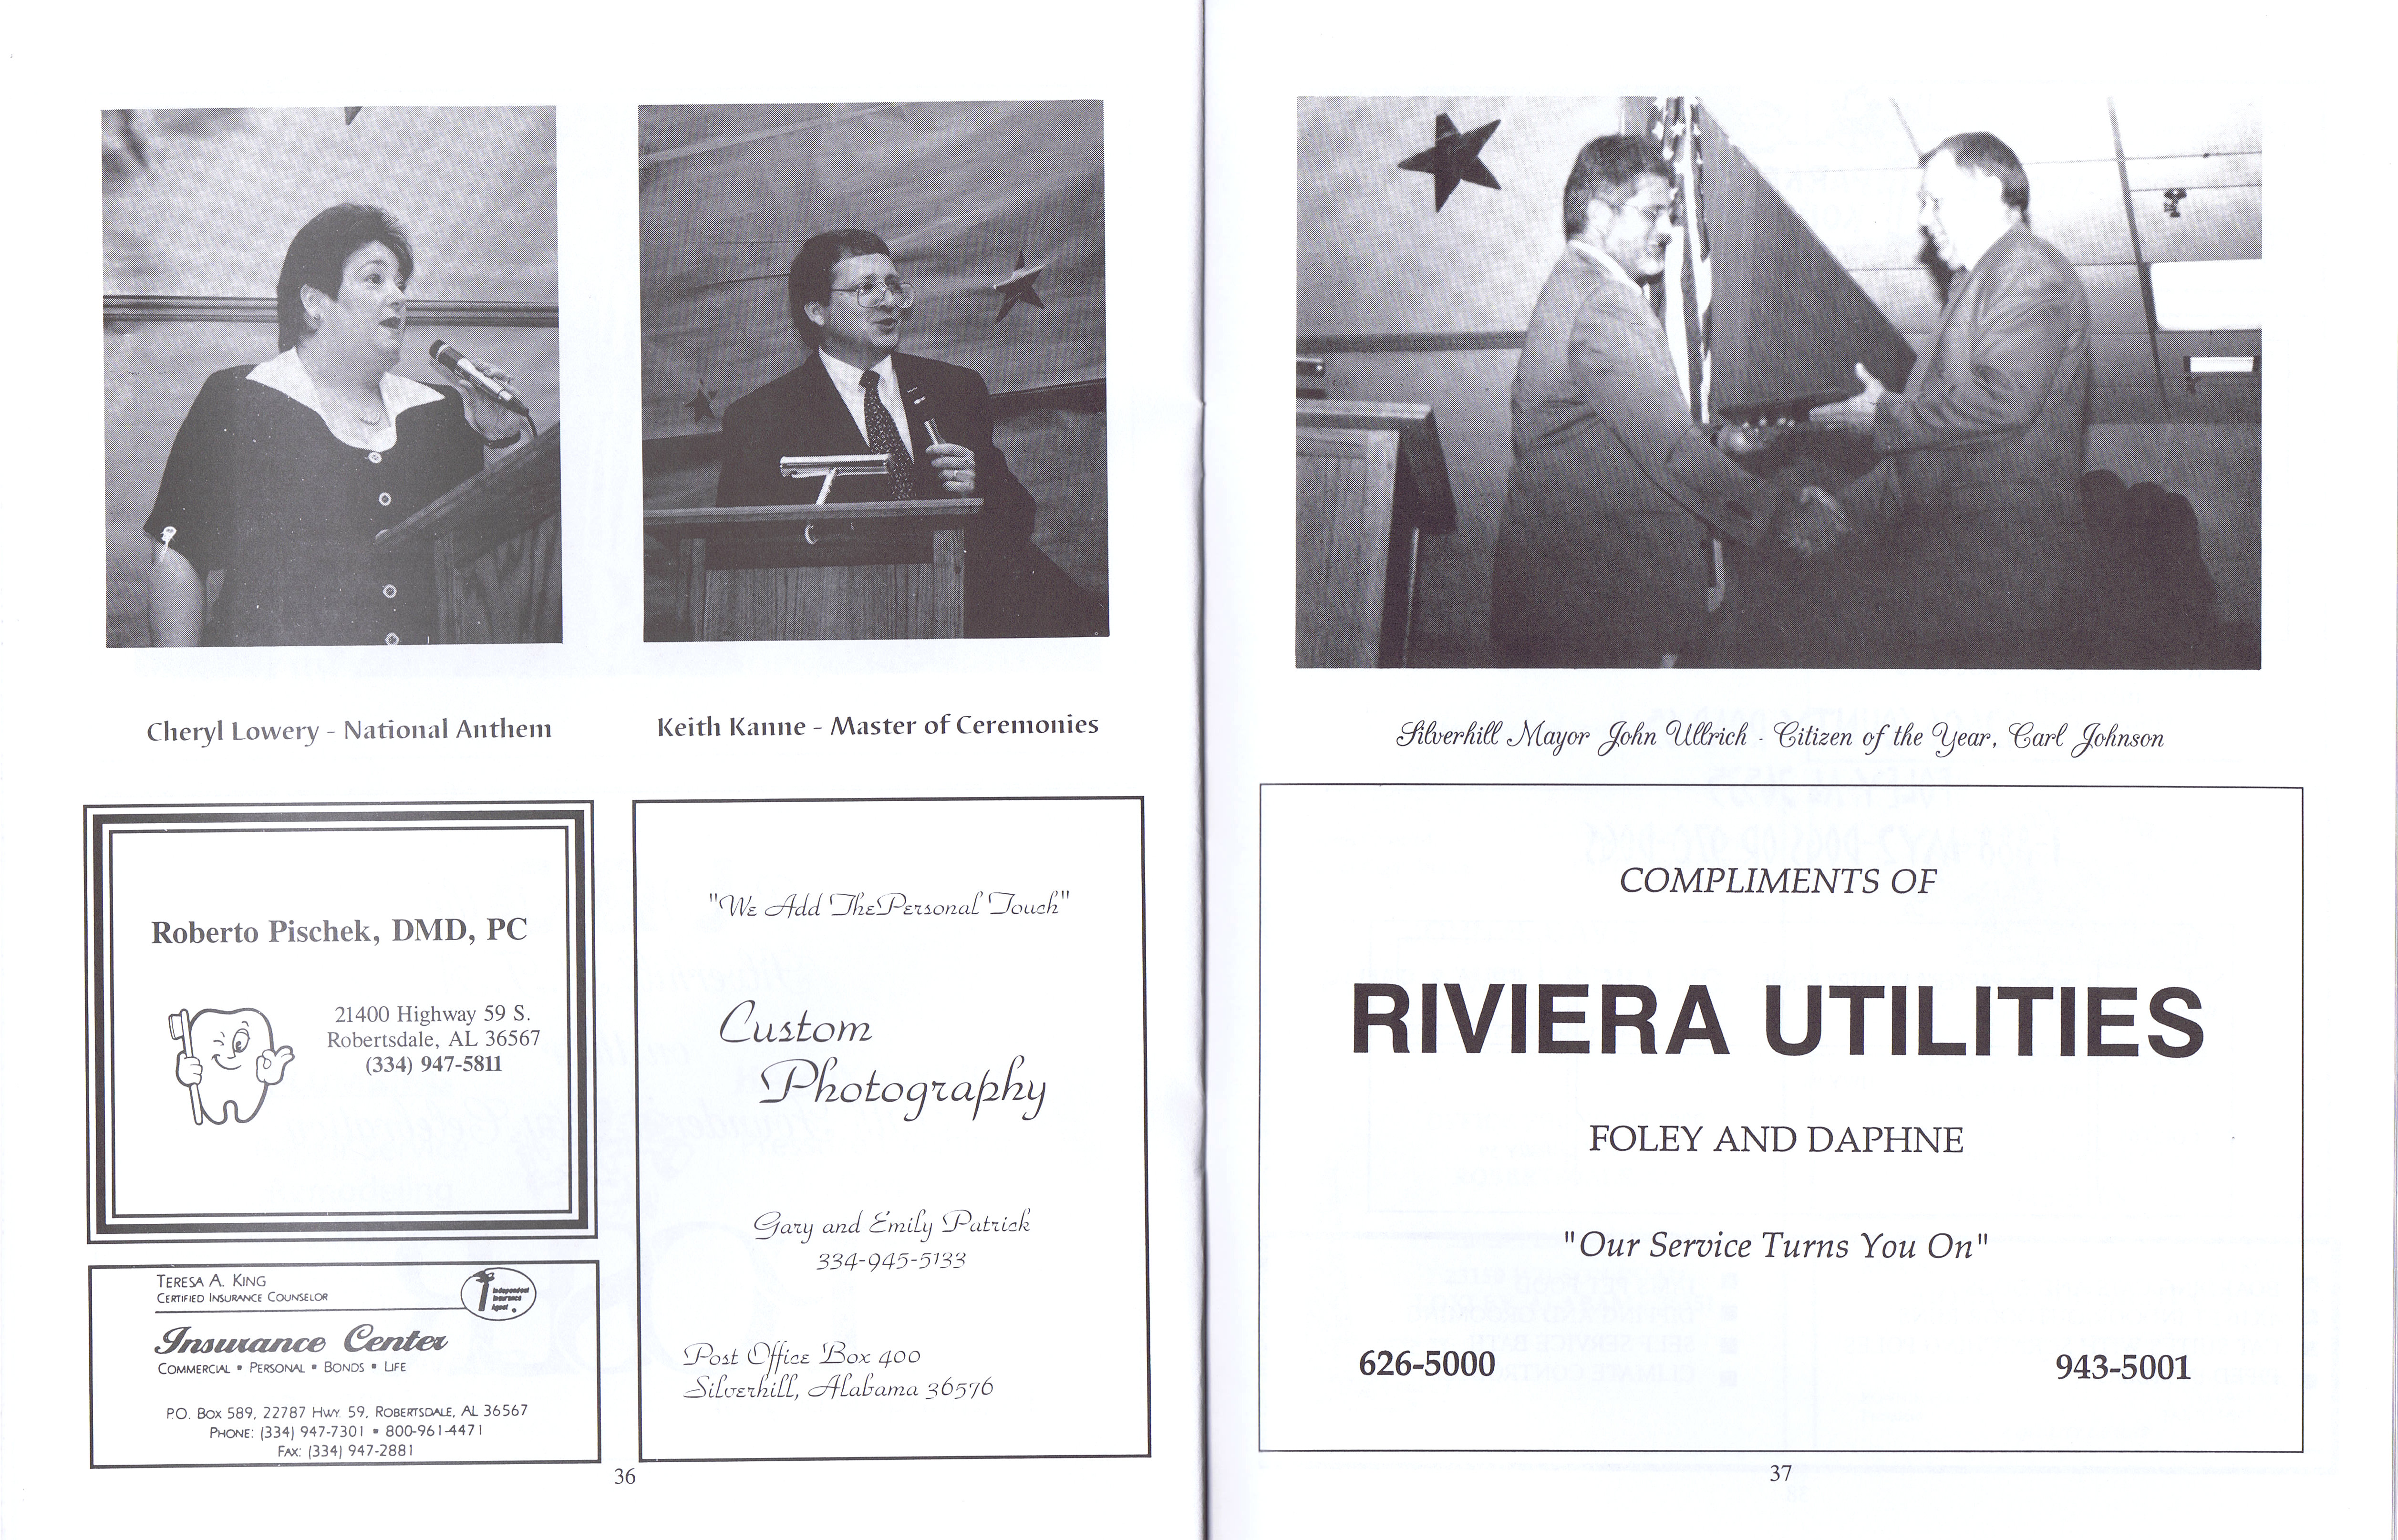 Cheryl Lowery - National Anthem
Keith Kanne - Master of Ceremonies
Roberto Pischek, DMD, PC
21400 Highway 59 S.
Robertsdale, AL 36567
(334) 947-5811
TERESA A. KING
CERTIFIED INSURANCE COUNSELOR
Independent
Insurance
Agent
Insurance Center
COMMERCIAL ▪ PERSONAL ▪ BONDS ▪ LIFE
P.O. BOX 589, 22787 HWY. 59, ROBERTSDALE, AL 36567
PHONE: (334) 947-7301 ▪ 800-961-4471
FAX: (334) 947-2881
"We Add The Personal Touch"
Custom
Photography
Gary and Emily Patrick
334-945-5133
Post Office Box 400
Silverhill, Alabama 36576
36
Silverhill Mayor John Ullrich - Citizen of the Year, Carl Johnson
COMPLIMENTS OF
RIVIERA UTILITIES
FOLEY AND DAPHNE
"Our Service Turns You On"
626-5000
943-5001
37